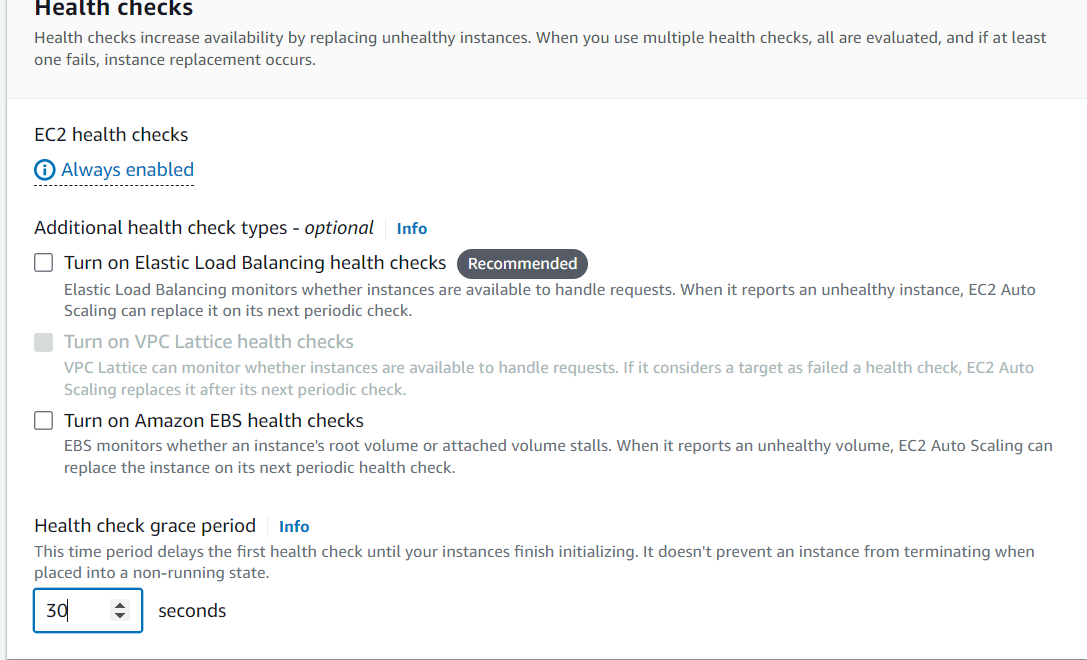 Health checks
Health checks increase availability by replacing unhealthy instances. When you use multiple health checks, all are evaluated, and if at least
one fails, instance replacement occurs.
EC2 health checks
Always enabled
Additional health check types - optional Info
Turn on Elastic Load Balancing health checks Recommended
Elastic Load Balancing monitors whether instances are available to handle requests. When it reports an unhealthy instance, EC2 Auto
Scaling can replace it on its next periodic check.
Turn on VPC Lattice health checks
VPC Lattice can monitor whether instances are available to handle requests. If it considers a target as failed a health check, EC2 Auto
Scaling replaces it after its next periodic check.
Turn on Amazon EBS health checks
EBS monitors whether an instance's root volume or attached volume stalls. When it reports an unhealthy volume, EC2 Auto Scaling can
replace the instance on its next periodic health check.
Health check grace period Info
This time period delays the first health check until your instances finish initializing. It doesn't prevent an instance from terminating when
placed into a non-running state.
30 seconds